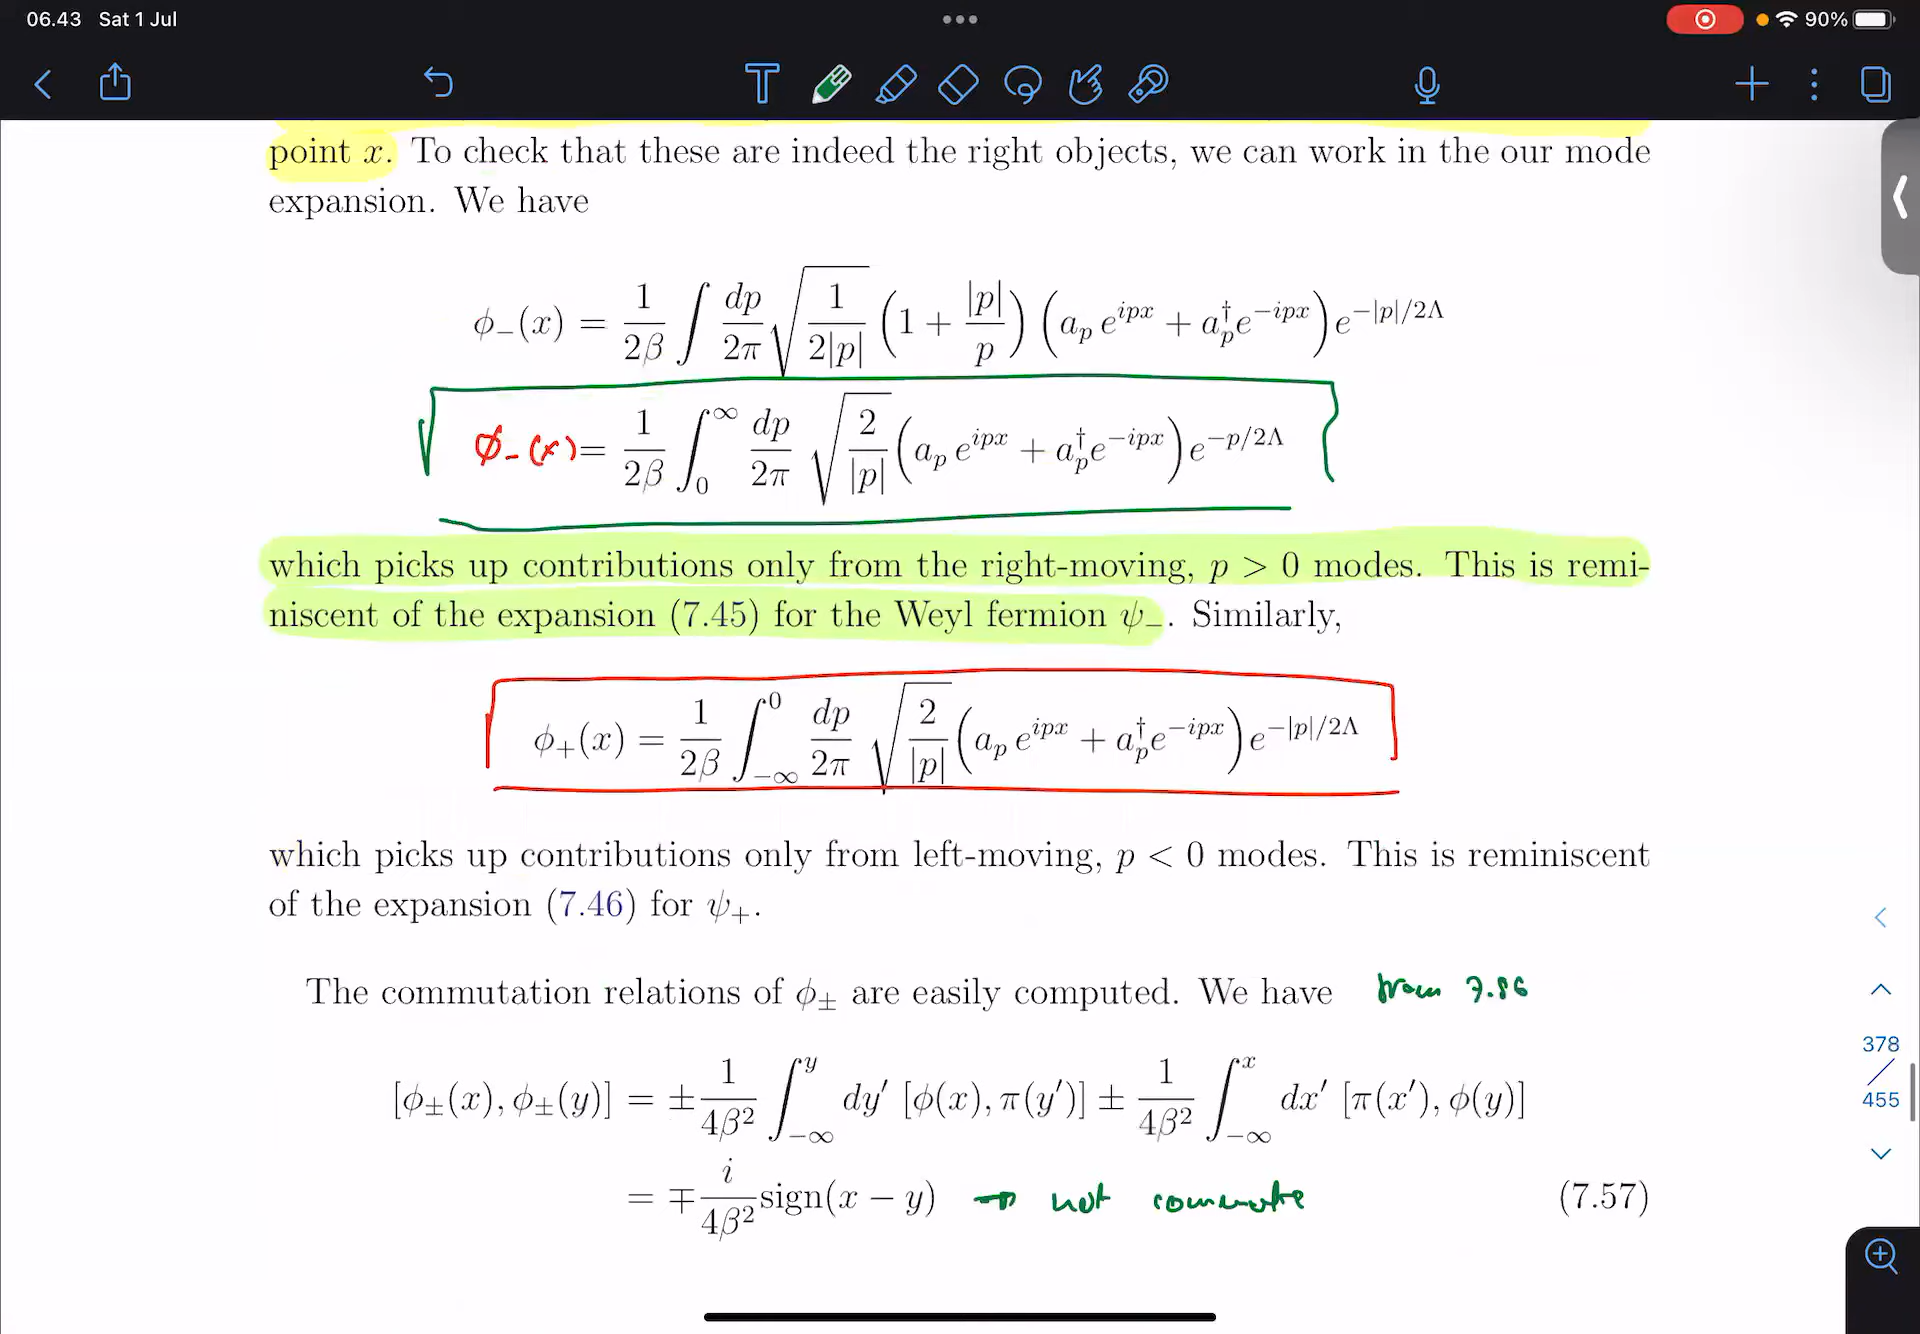 06.43 Sat 1 Jul
90%
point x. To check that these are indeed the right objects, we can work in the our mode
expansion. We have
ϕ₋(x) = 1/2β ∫ dp/2π √(1/2|p|) (1 + |p|/p) (a_p e^{ipx} + a_p^† e^{−ipx}) e^{−|p|/2Λ}
ϕ₋(x) = 1/2β ∫_0^∞ dp/2π √(2/|p|) (a_p e^{ipx} + a_p^† e^{−ipx}) e^{−p/2Λ}
which picks up contributions only from the right-moving, p > 0 modes. This is remi-
niscent of the expansion (7.45) for the Weyl fermion ψ₋. Similarly,
ϕ₊(x) = 1/2β ∫_{−∞}^0 dp/2π √(2/|p|) (a_p e^{ipx} + a_p^† e^{−ipx}) e^{−|p|/2Λ}
which picks up contributions only from left-moving, p < 0 modes. This is reminiscent
of the expansion (7.46) for ψ₊.
The commutation relations of ϕ± are easily computed. We have from 7.56
[ϕ±(x), ϕ±(y)] = ± 1/4β² ∫_{−∞}^y dy′ [ϕ(x), π(y′)] ± 1/4β² ∫_{−∞}^x dx′ [π(x′), ϕ(y)]
= ∓ i/4β² sign(x − y) → not commute (7.57)
378
455